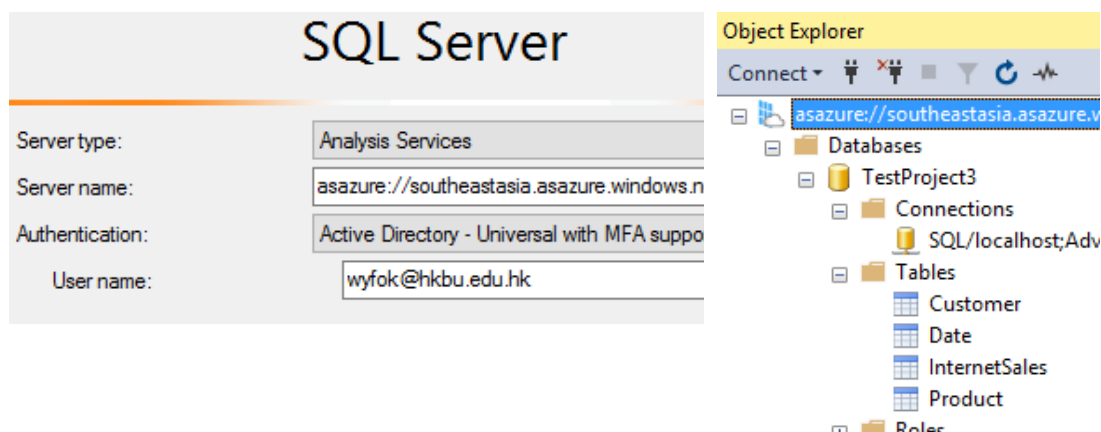 SQL Server
Server type:
Analysis Services
Server name:
asazure://southeastasia.asazure.windows.n
Authentication:
Active Directory - Universal with MFA suppo
User name:
wyfok@hkbu.edu.hk
Object Explorer
Connect
asazure://southeastasia.asazure.v
Databases
TestProject3
Connections
SQL/localhost;Adv
Tables
Customer
Date
InternetSales
Product
Roles